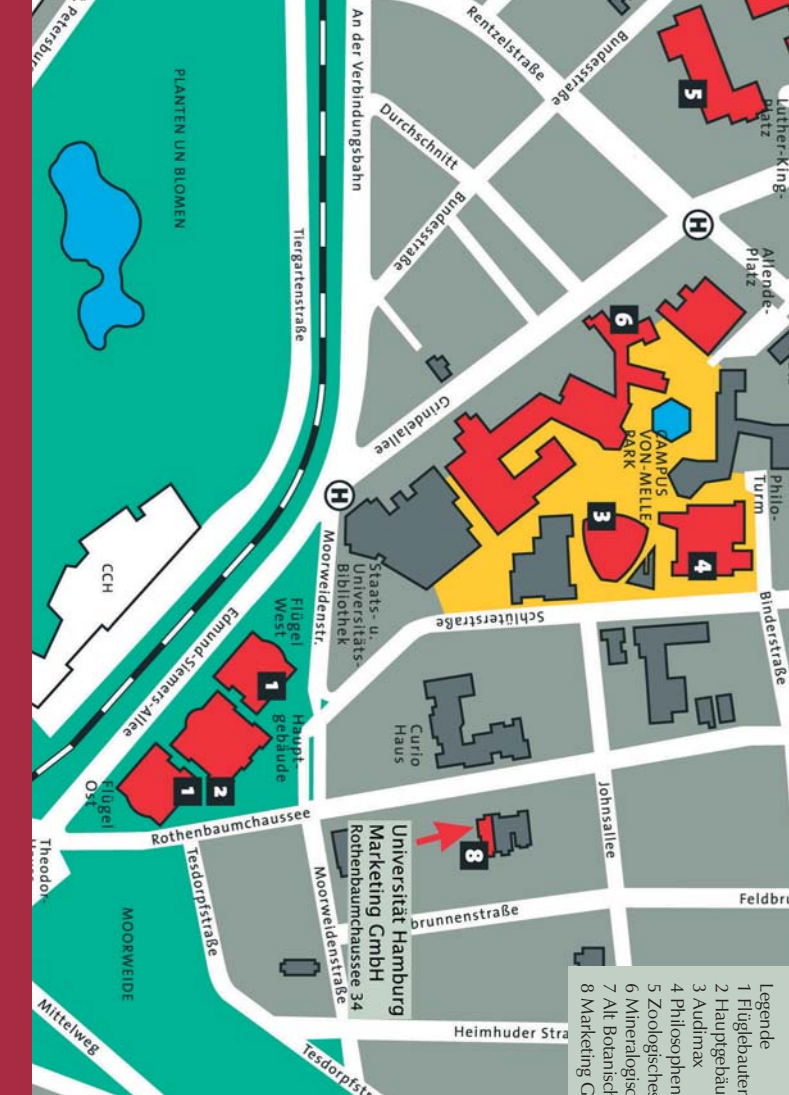 Petersbur
PLANTEN UN BLOMEN
An der Verbindungsbahn
Tiergartenstraße
Rentzelstraße
Bundesstraße
Durchschnitt
Bundesstraße
5
Luther-King-
Platz
H
Allende-
Platz
6
Grindelallee
CAMPUS
VON-MELLE
PARK
Philo-
Turm
3
4
H
Staats- u.
Universitäts-
Bibliothek
Moorweidenstr.
Schlüterstraße
Binderstraße
CCH
Edmund-Siemers-Allee
Flügel
West
1
Haupt-
gebäude
2
1
Flügel
Ost
Curio
Haus
Rothenbaumchaussee
Johnsallee
8
Universität Hamburg
Marketing GmbH
Rothenbaumchaussee 34
Theodor-
Tesdorpfstraße
Moorweidenstraße
brunnenstraße
Feldbru
MOORWEIDE
Mittelweg
Heimhuder Stra
Tesdorpfstr
Legende
1 Flüglebauten
2 Hauptgebäu
3 Audimax
4 Philosophen
5 Zoologisches
6 Mineralogisc
7 Alt Botanisch
8 Marketing G